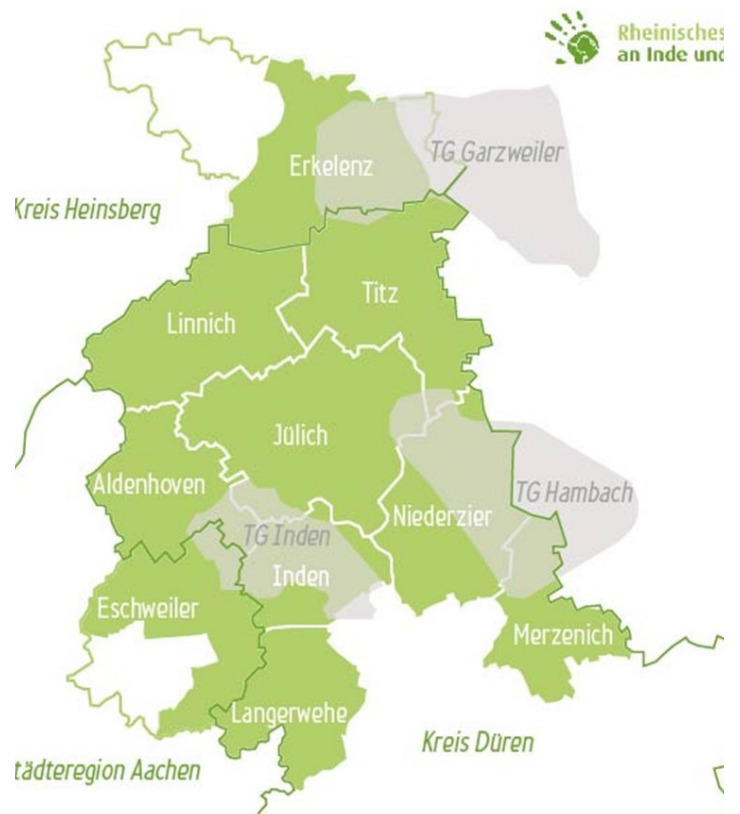 Rheinisches
an Inde und
TG Garzweiler
Erkelenz
Kreis Heinsberg
Titz
Linnich
Jülich
Aldenhoven
TG Hambach
Niederzier
TG Inden
Inden
Eschweiler
Merzenich
Langerwehe
Kreis Düren
tädteregion Aachen